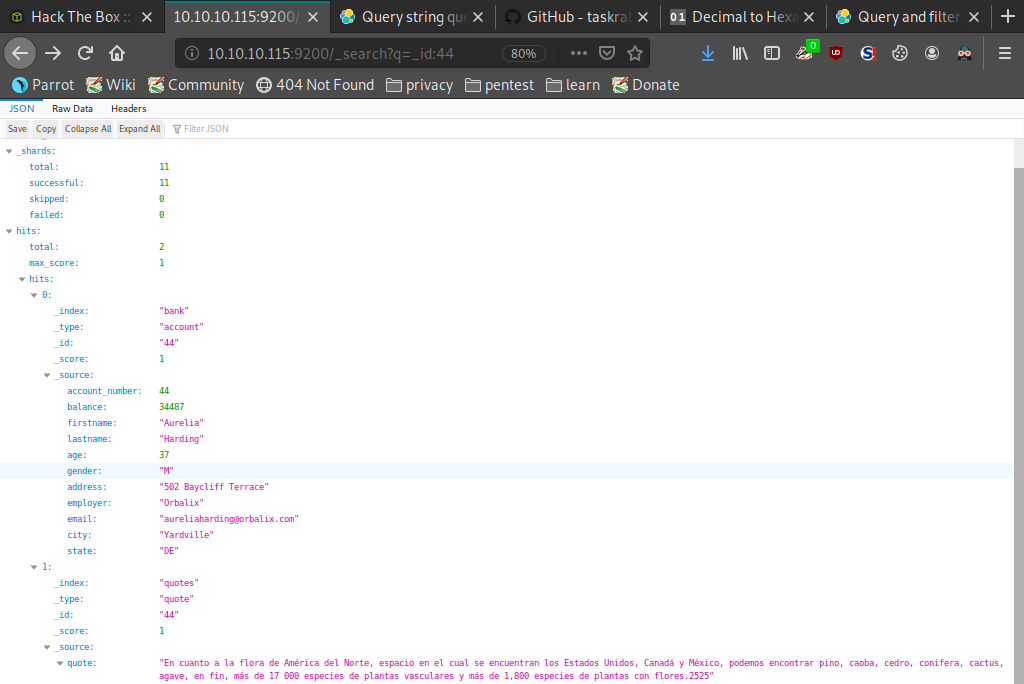 Hack The Box ::
10.10.10.115:9200/
Query string qu
GitHub - taskra
01 Decimal to Hexa
Query and filter
10.10.10.115:9200/_search?q=_id:44
80%
0
Parrot Wiki Community 404 Not Found privacy pentest learn Donate
JSON Raw Data Headers
Save Copy Collapse All Expand All Filter JSON
_shards:
total: 11
successful: 11
skipped: 0
failed: 0
hits:
total: 2
max_score: 1
hits:
0:
_index: "bank"
_type: "account"
_id: "44"
_score: 1
_source:
account_number: 44
balance: 34487
firstname: "Aurelia"
lastname: "Harding"
age: 37
gender: "M"
address: "502 Baycliff Terrace"
employer: "Orbalix"
email: "aureliaharding@orbalix.com"
city: "Yardville"
state: "DE"
1:
_index: "quotes"
_type: "quote"
_id: "44"
_score: 1
_source:
quote: "En cuanto a la flora de América del Norte, espacio en el cual se encuentran los Estados Unidos, Canadá y México, podemos encontrar pino, caoba, cedro, conifera, cactus,
agave, en fin, más de 17 000 especies de plantas vasculares y más de 1,800 especies de plantas con flores.2525"